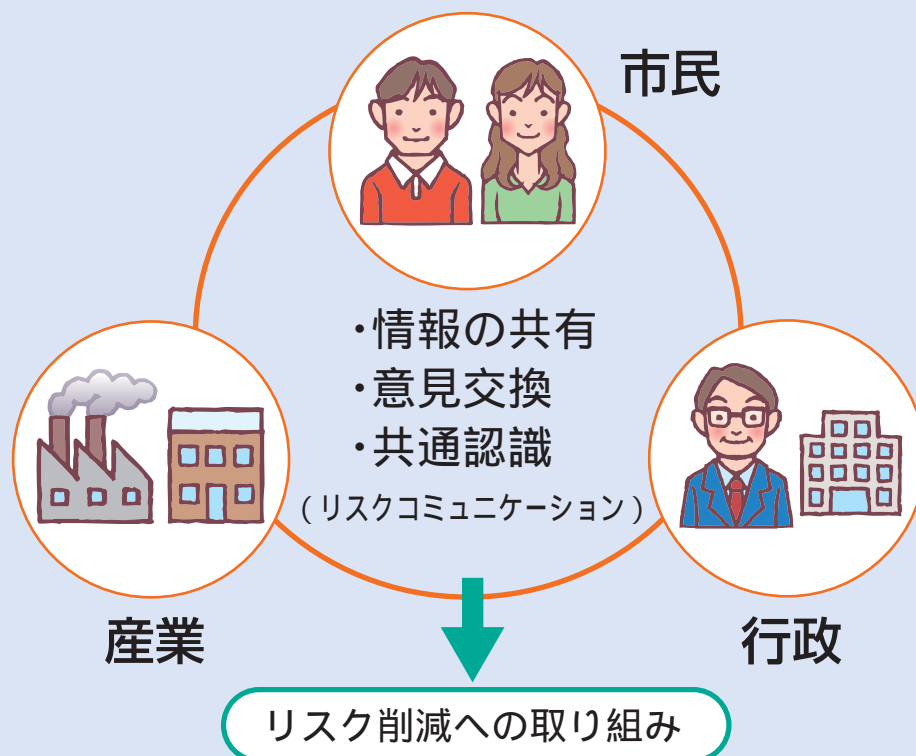 市民
・情報の共有
・意見交換
・共通認識
（リスクコミュニケーション）
産業
行政
リスク削減への取り組み